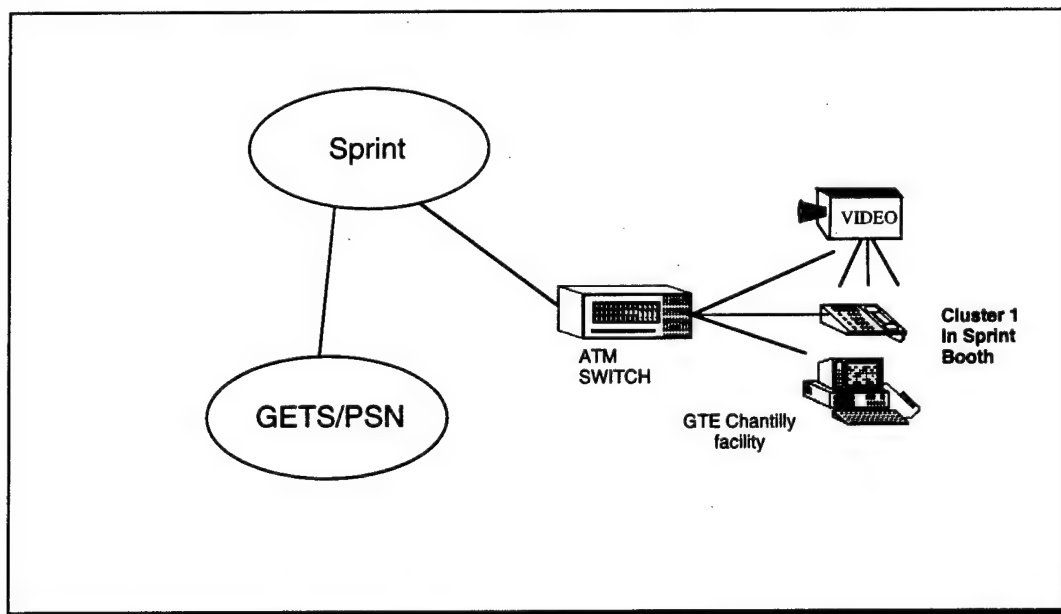 Sprint
VIDEO
Cluster 1
In Sprint
Booth
ATM
SWITCH
GETS/PSN
GTE Chantilly
facility